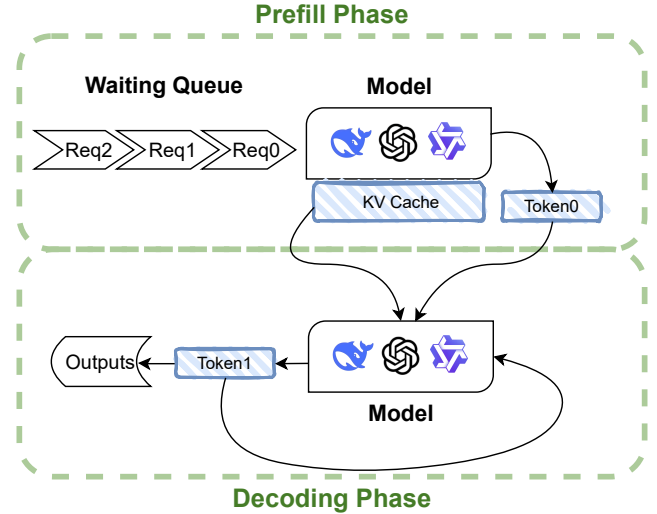 Prefill Phase
Waiting Queue
Model
Req2
Req1
Req0
KV Cache
Token0
Outputs
Token1
Model
Decoding Phase